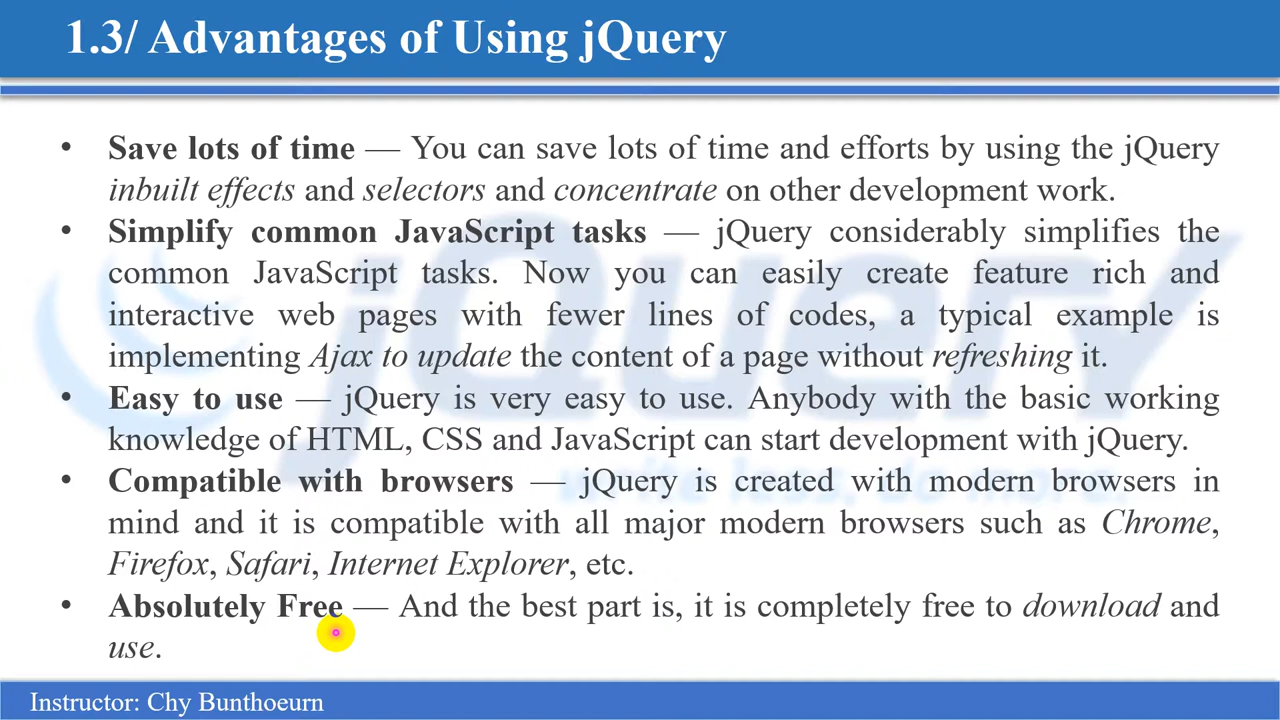 1.3/ Advantages of Using jQuery
• Save lots of time — You can save lots of time and efforts by using the jQuery
inbuilt effects and selectors and concentrate on other development work.
• Simplify common JavaScript tasks — jQuery considerably simplifies the
common JavaScript tasks. Now you can easily create feature rich and
interactive web pages with fewer lines of codes, a typical example is
implementing Ajax to update the content of a page without refreshing it.
• Easy to use — jQuery is very easy to use. Anybody with the basic working
knowledge of HTML, CSS and JavaScript can start development with jQuery.
• Compatible with browsers — jQuery is created with modern browsers in
mind and it is compatible with all major modern browsers such as Chrome,
Firefox, Safari, Internet Explorer, etc.
• Absolutely Free — And the best part is, it is completely free to download and
use.
jQuery
write less, do more.
Instructor: Chy Bunthoeurn